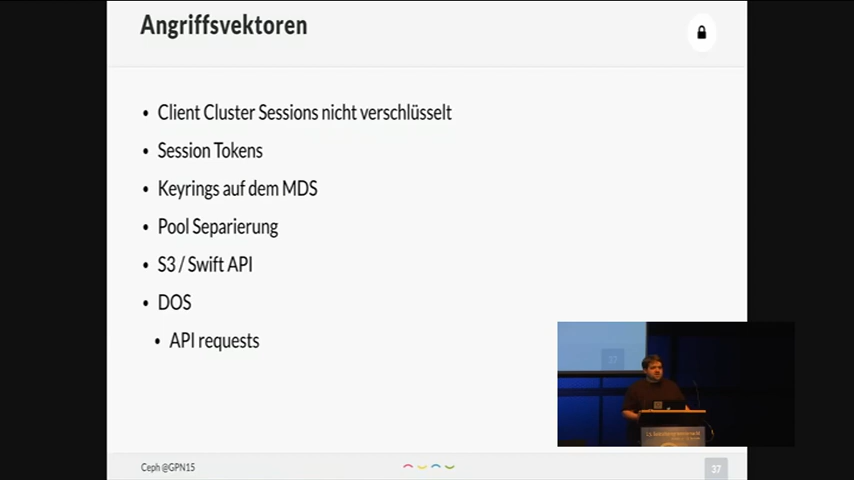 Angriffsvektoren
Client Cluster Sessions nicht verschlüsselt
Session Tokens
Keyrings auf dem MDS
Pool Separierung
S3 / Swift API
DOS
API requests
Ceph @GPN15
37